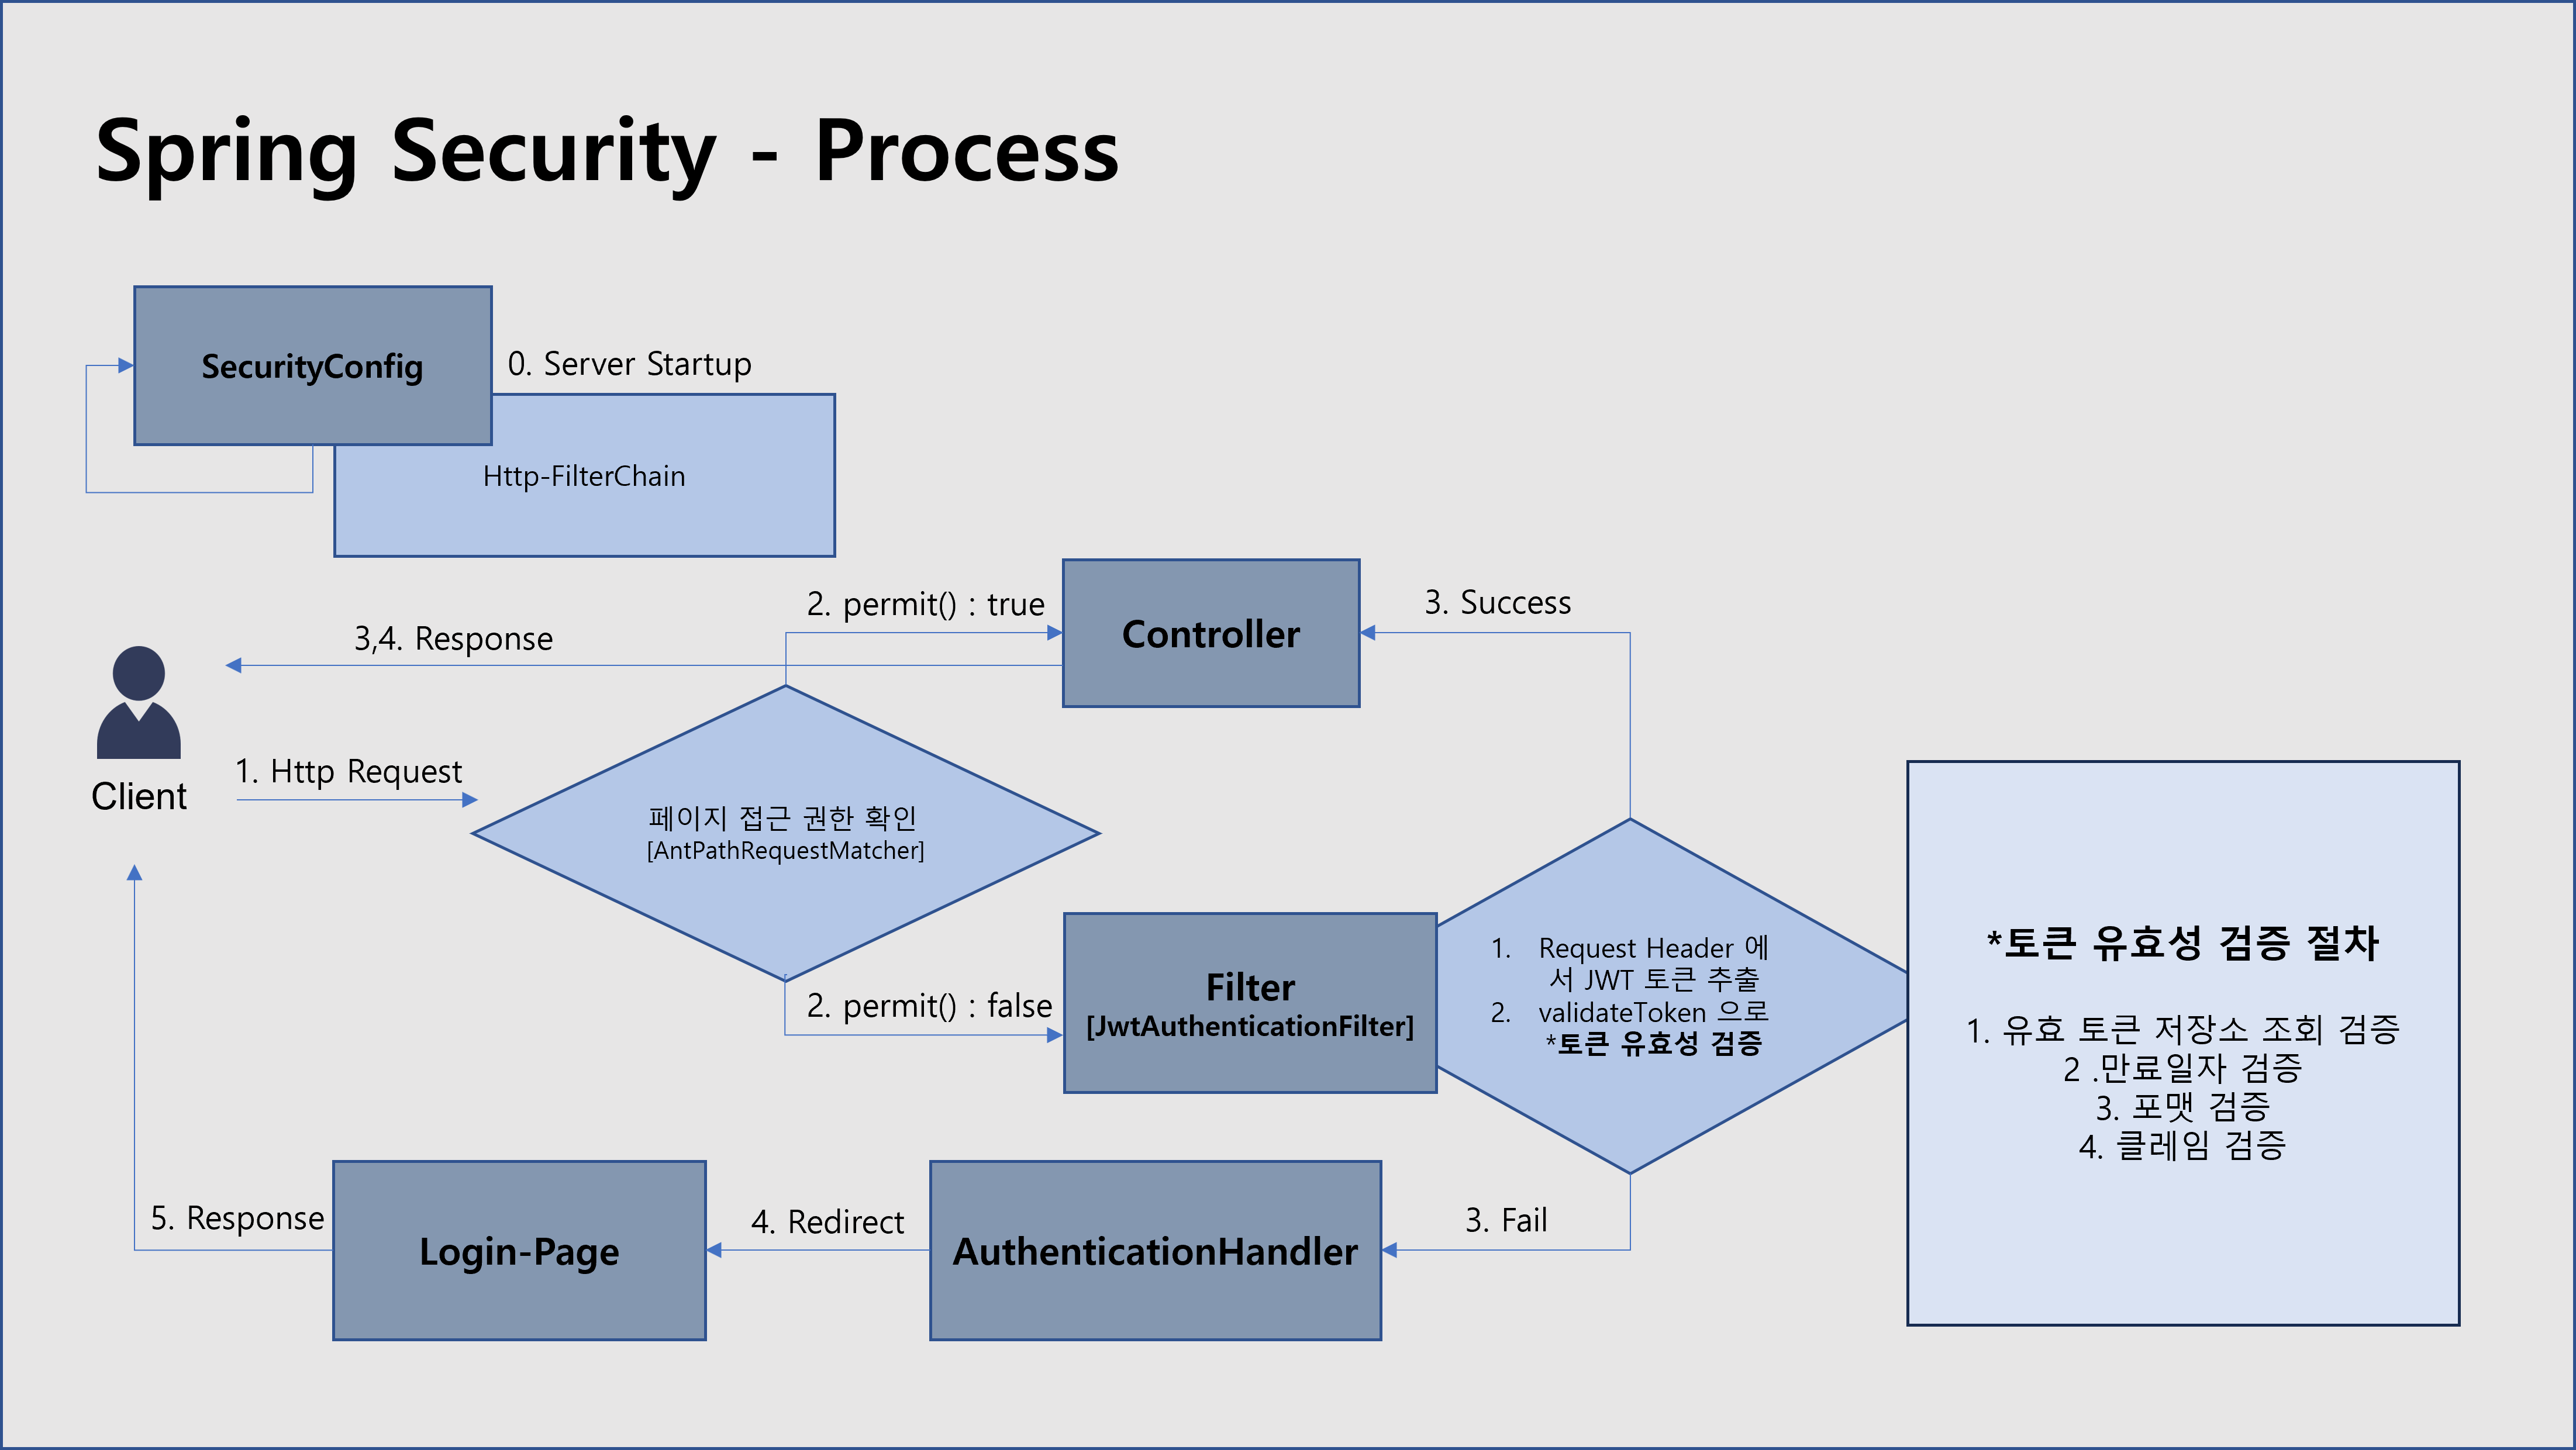 Spring Security - Process
SecurityConfig
0. Server Startup
Http-FilterChain
2. permit() : true
Controller
3. Success
3,4. Response
Client
1. Http Request
페이지 접근 권한 확인
[AntPathRequestMatcher]
2. permit() : false
Filter
[JwtAuthenticationFilter]
1. Request Header 에
서 JWT 토큰 추출
2. validateToken 으로
*토큰 유효성 검증
*토큰 유효성 검증 절차
1. 유효 토큰 저장소 조회 검증
2 .만료일자 검증
3. 포맷 검증
4. 클레임 검증
5. Response
Login-Page
4. Redirect
AuthenticationHandler
3. Fail